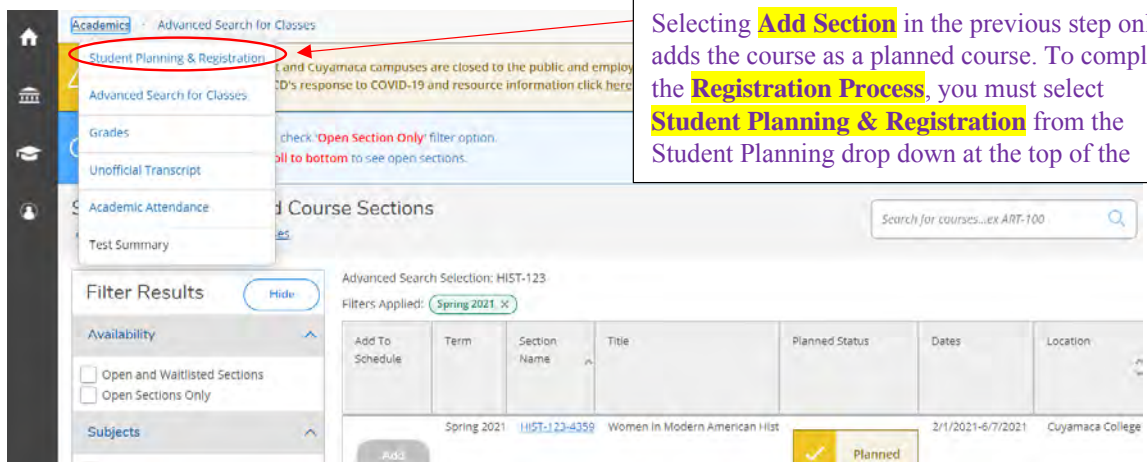 Academics · Advanced Search for Classes
Student Planning & Registration
Advanced Search for Classes
Grades
Unofficial Transcript
Academic Attendance
Test Summary
t and Cuyamaca campuses are closed to the public and employ
CD's response to COVID-19 and resource information click here
check 'Open Section Only' filter option.
oll to bottom to see open sections.
Selecting Add Section in the previous step onl
adds the course as a planned course. To compl
the Registration Process, you must select
Student Planning & Registration from the
Student Planning drop down at the top of the
S d Course Sections
es
Search for courses...ex ART-100
Filter Results
Hide
Availability
Open and Waitlisted Sections
Open Sections Only
Subjects
Advanced Search Selection: HIST-123
Filters Applied: Spring 2021 ×
Add To Schedule Term Section Name Title Planned Status Dates Location
Add Spring 2021 HIST-123-4359 Women in Modern American Hist Planned 2/1/2021-6/7/2021 Cuyamaca College